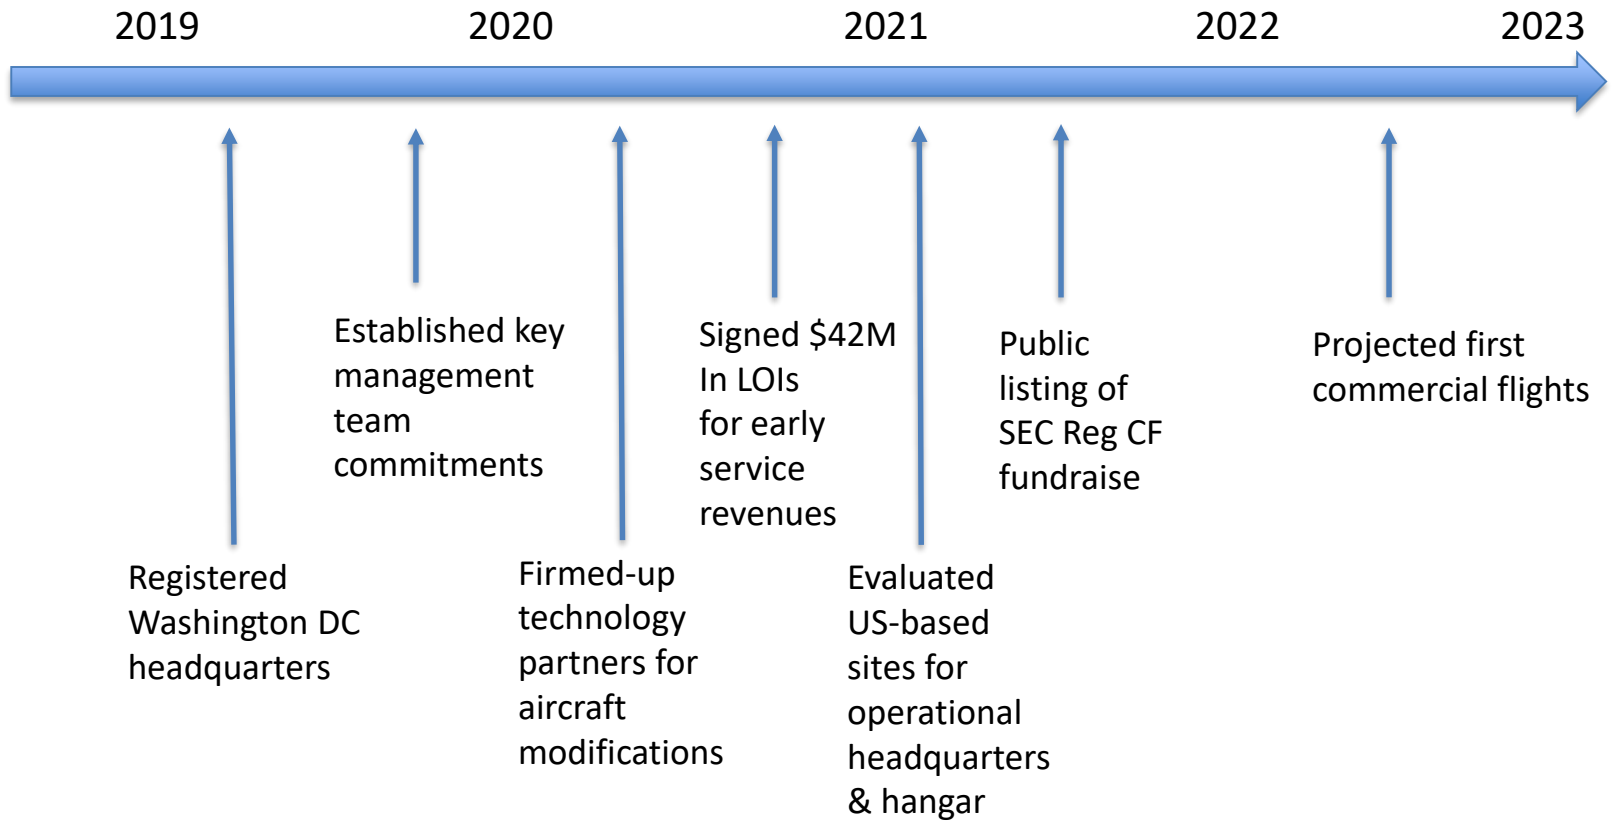 2019 2020 2021 2022 2023
Established key
management
team
commitments
Signed $42M
In LOIs
for early
service
revenues
Public
listing of
SEC Reg CF
fundraise
Projected first
commercial flights
Registered
Washington DC
headquarters
Firmed-up
technology
partners for
aircraft
modifications
Evaluated
US-based
sites for
operational
headquarters
& hangar